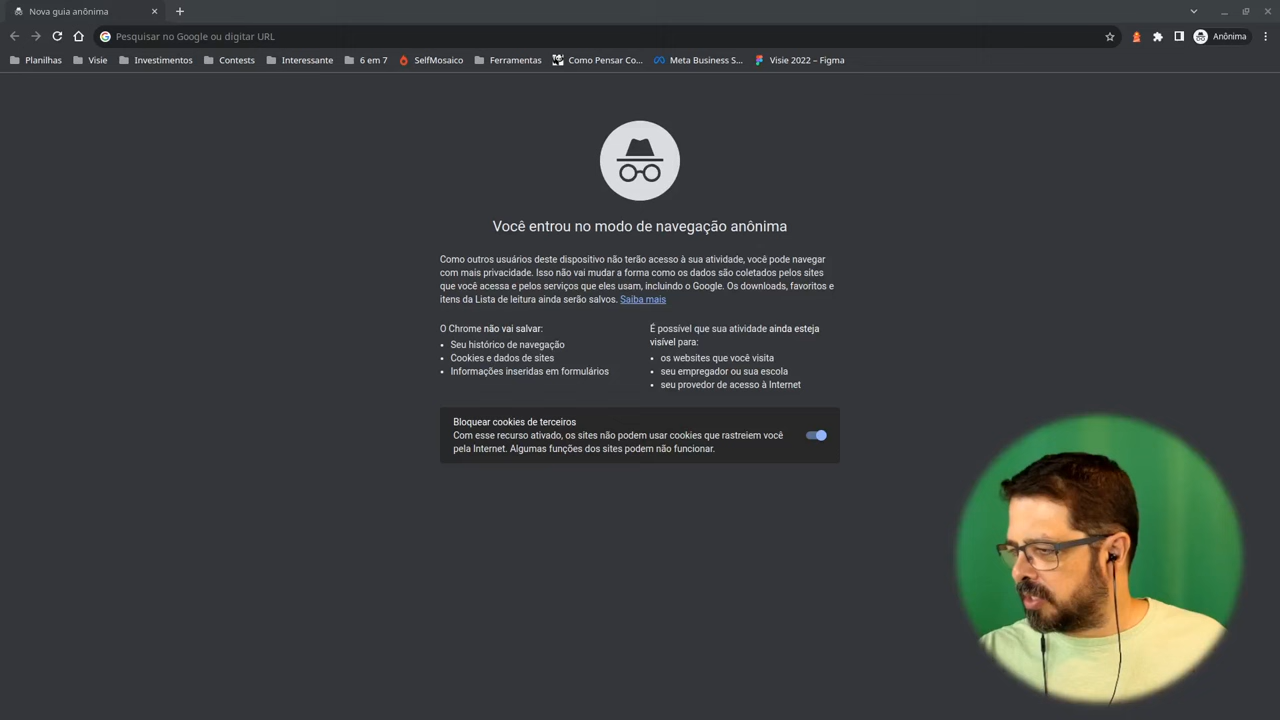 Nova guia anônima
Pesquisar no Google ou digitar URL
Anônima
Planilhas
Visie
Investimentos
Contests
Interessante
6 em 7
SelfMosaico
Ferramentas
Como Pensar Co...
Meta Business S...
Visie 2022 – Figma
Você entrou no modo de navegação anônima
Como outros usuários deste dispositivo não terão acesso à sua atividade, você pode navegar
com mais privacidade. Isso não vai mudar a forma como os dados são coletados pelos sites
que você acessa e pelos serviços que eles usam, incluindo o Google. Os downloads, favoritos e
itens da Lista de leitura ainda serão salvos. Saiba mais
O Chrome não vai salvar:
• Seu histórico de navegação
• Cookies e dados de sites
• Informações inseridas em formulários
É possível que sua atividade ainda esteja
visível para:
• os websites que você visita
• seu empregador ou sua escola
• seu provedor de acesso à Internet
Bloquear cookies de terceiros
Com esse recurso ativado, os sites não podem usar cookies que rastreiem você
pela Internet. Algumas funções dos sites podem não funcionar.